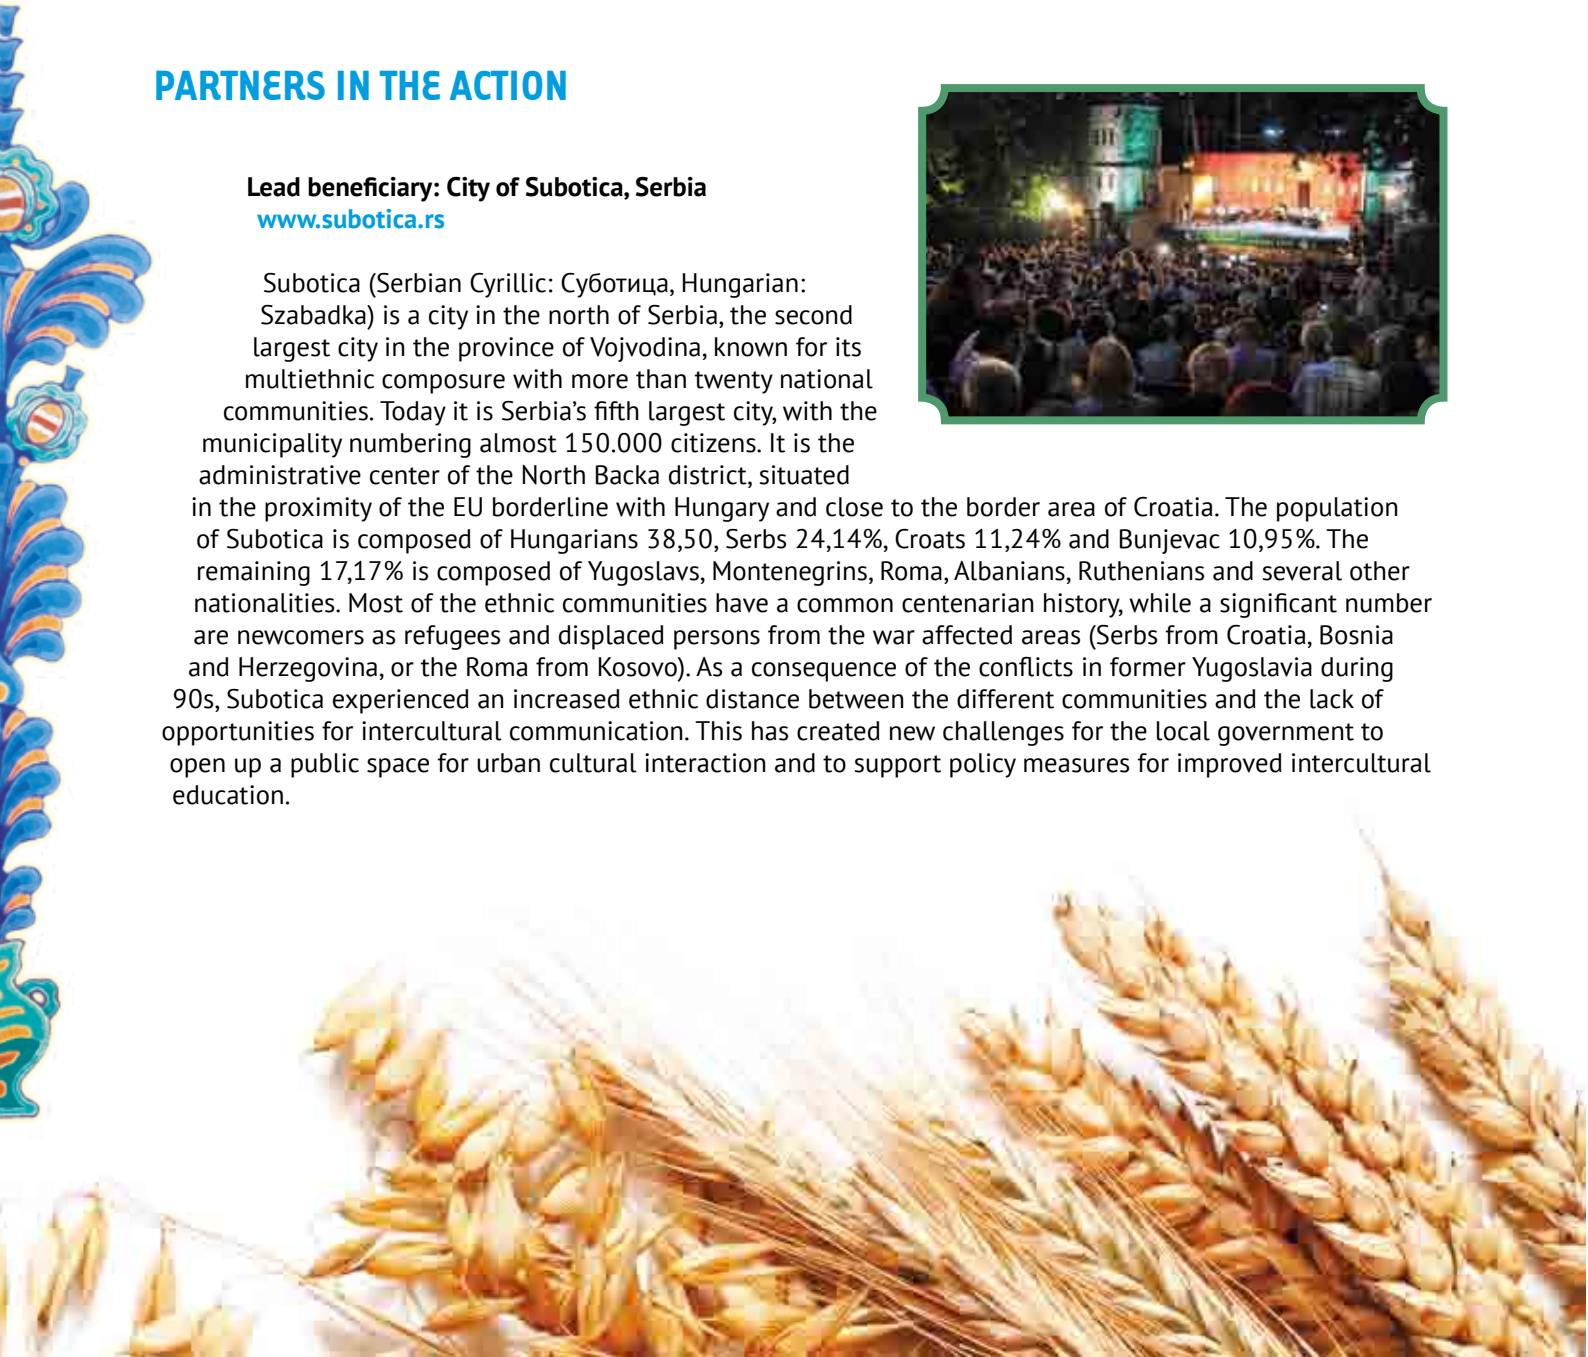 PARTNERS IN THE ACTION
Lead beneficiary: City of Subotica, Serbia
www.subotica.rs
Subotica (Serbian Cyrillic: Суботица, Hungarian:
Szabadka) is a city in the north of Serbia, the second
largest city in the province of Vojvodina, known for its
multiethnic composure with more than twenty national
communities. Today it is Serbia’s fifth largest city, with the
municipality numbering almost 150.000 citizens. It is the
administrative center of the North Backa district, situated
in the proximity of the EU borderline with Hungary and close to the border area of Croatia. The population
of Subotica is composed of Hungarians 38,50, Serbs 24,14%, Croats 11,24% and Bunjevac 10,95%. The
remaining 17,17% is composed of Yugoslavs, Montenegrins, Roma, Albanians, Ruthenians and several other
nationalities. Most of the ethnic communities have a common centenarian history, while a significant number
are newcomers as refugees and displaced persons from the war affected areas (Serbs from Croatia, Bosnia
and Herzegovina, or the Roma from Kosovo). As a consequence of the conflicts in former Yugoslavia during
90s, Subotica experienced an increased ethnic distance between the different communities and the lack of
opportunities for intercultural communication. This has created new challenges for the local government to
open up a public space for urban cultural interaction and to support policy measures for improved intercultural
education.